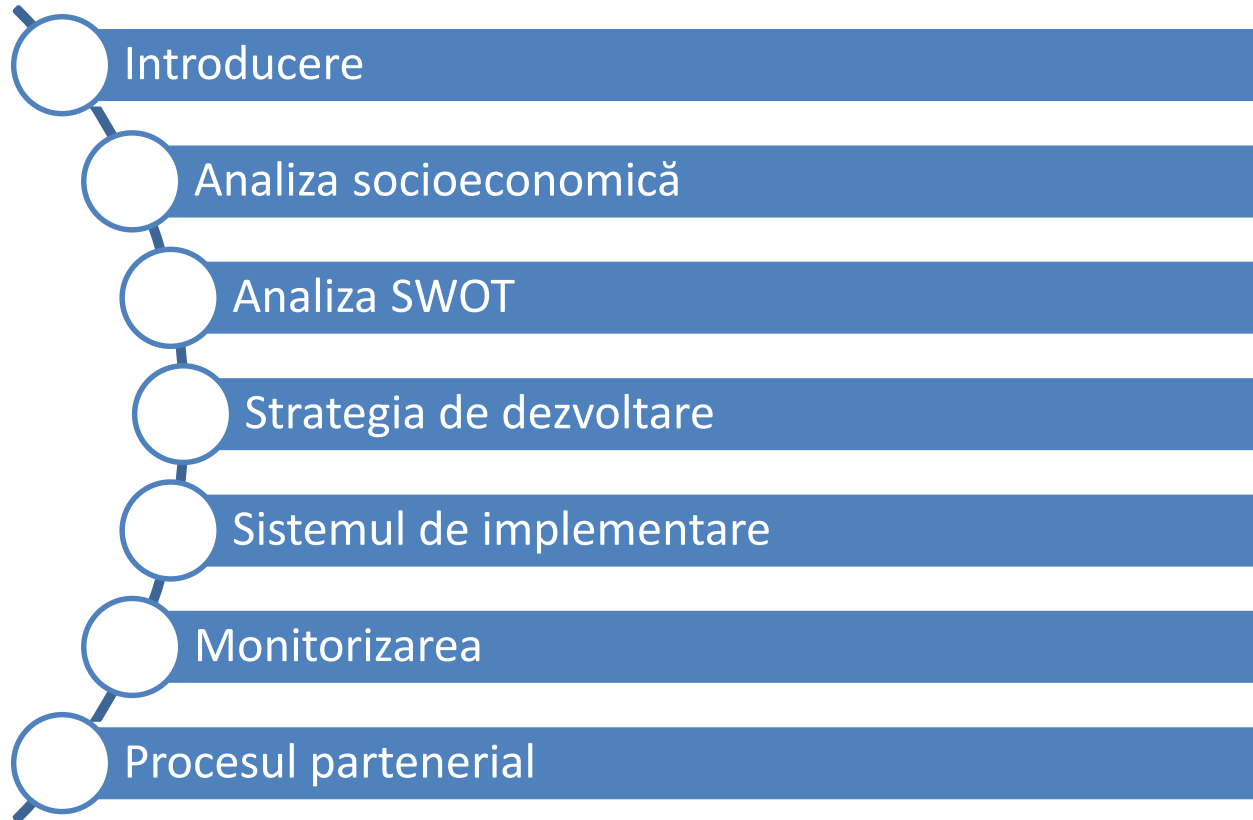 Introducere
Analiza socioeconomică
Analiza SWOT
Strategia de dezvoltare
Sistemul de implementare
Monitorizarea
Procesul partenerial